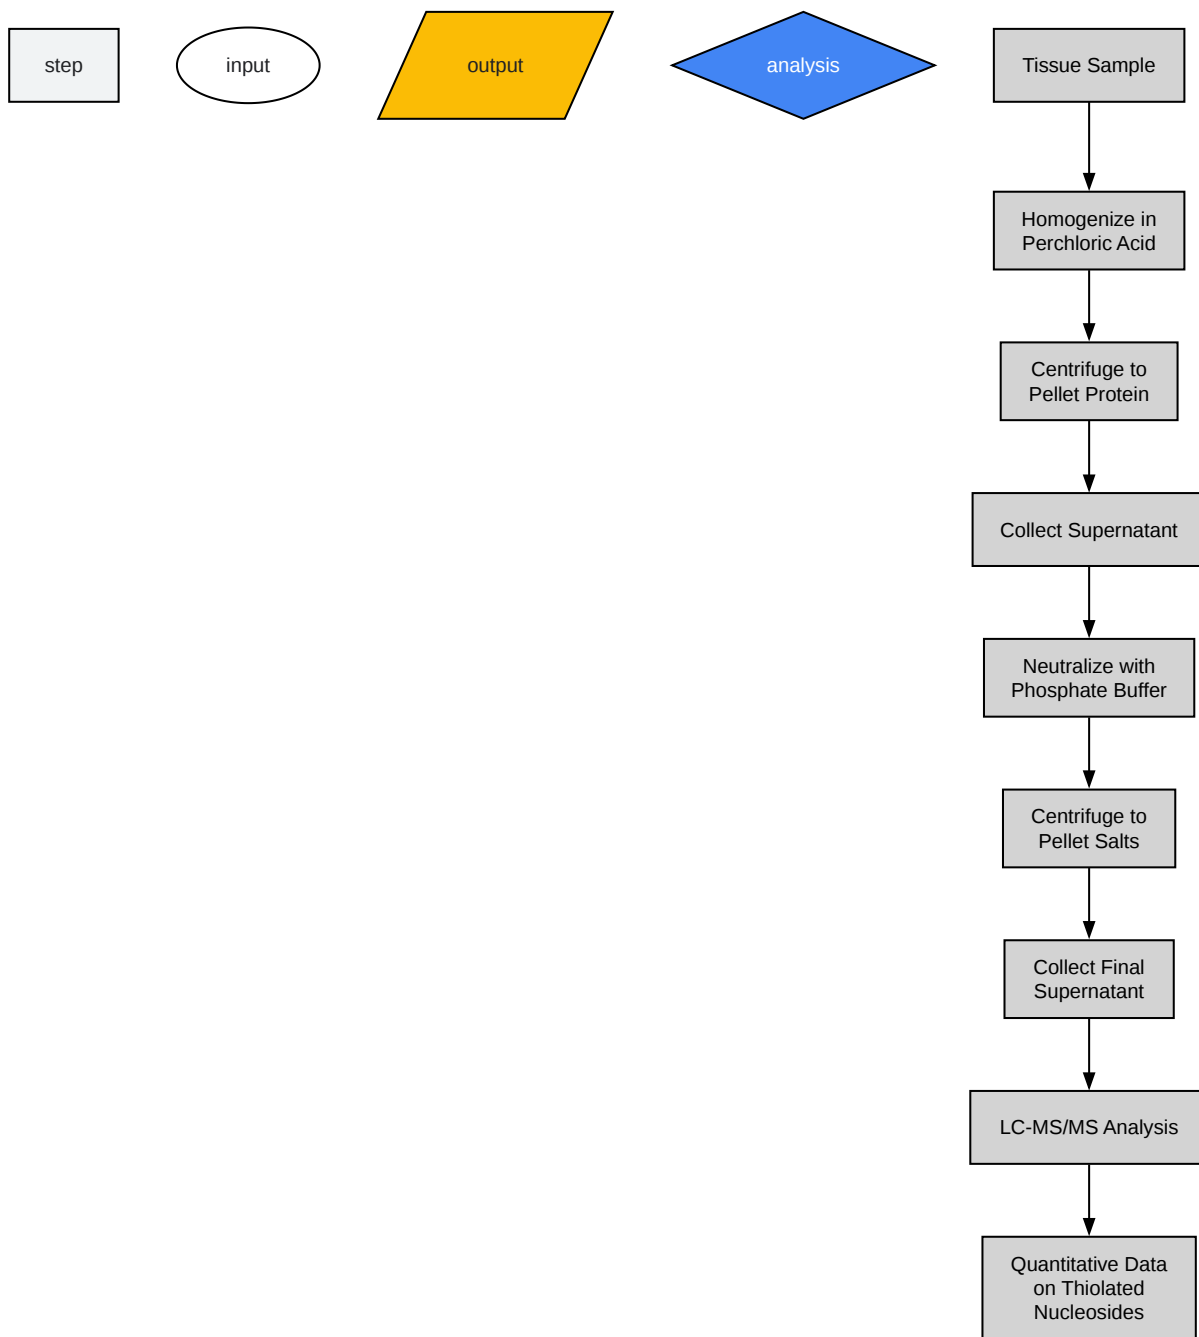 step
input
output
analysis
Tissue Sample
Homogenize in
Perchloric Acid
Centrifuge to
Pellet Protein
Collect Supernatant
Neutralize with
Phosphate Buffer
Centrifuge to
Pellet Salts
Collect Final
Supernatant
LC-MS/MS Analysis
Quantitative Data
on Thiolated
Nucleosides